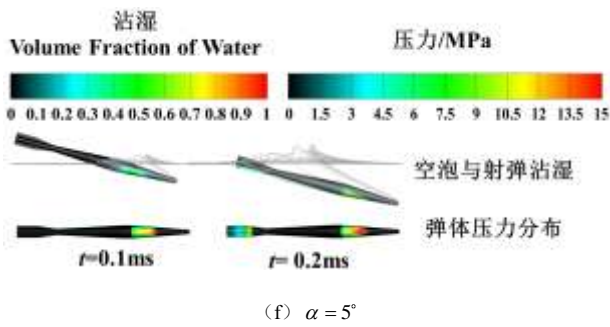 沾湿
Volume Fraction of Water
压力/MPa
0 0.1 0.2 0.3 0.4 0.5 0.6 0.7 0.8 0.9 1
0 1.5 3 4.5 6 7.5 9 10.5 12 13.5 15
空泡与射弹沾湿
弹体压力分布
t=0.1ms
t= 0.2ms
(f) α = 5°